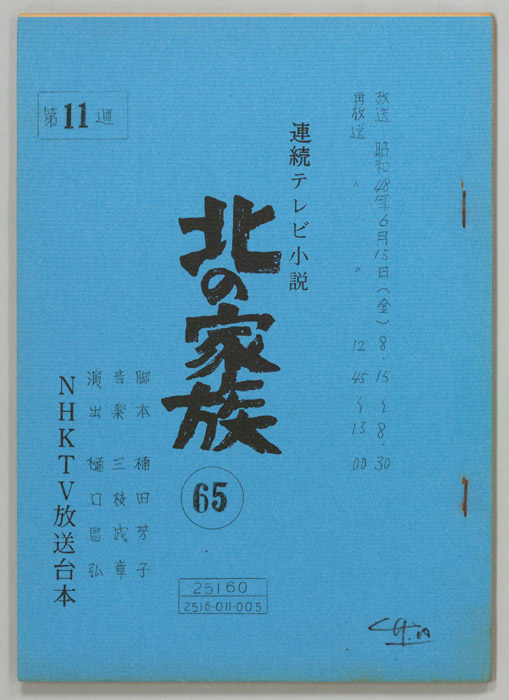 放送 昭和48年6月15日(金) 8.15〜8.30
再放送 〃 〃 12 45〜13 00
連続テレビ小説
北の家族
65
第11週
脚本 楠田芳子
音楽 三枝成章
演出 樋口昌弘
NHKTV放送台本
25160
2516-011-005